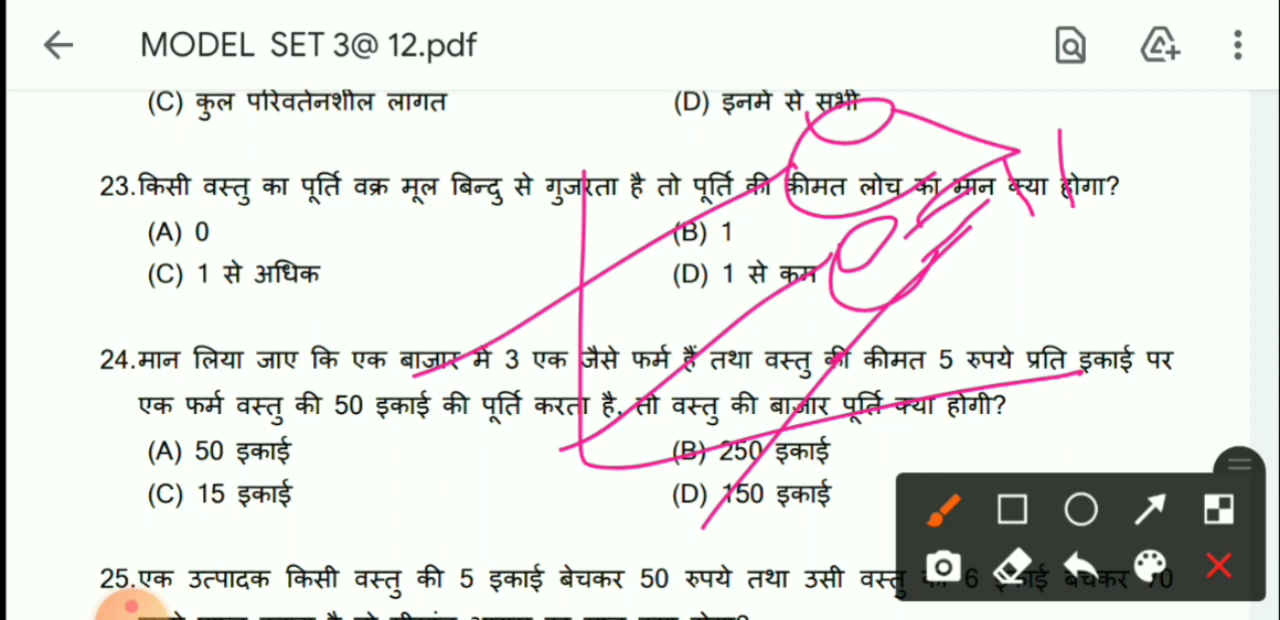 MODEL SET 3@ 12.pdf
(C) कुल परिवर्तनशील लागत (D) इनमे से सभी
23.किसी वस्तु का पूर्ति वक्र मूल बिन्दु से गुजरता है तो पूर्ति की कीमत लोच का मान क्या होगा?
(A) 0 (B) 1
(C) 1 से अधिक (D) 1 से कम
24.मान लिया जाए कि एक बाजार मे 3 एक जैसे फर्म हैं तथा वस्तु की कीमत 5 रुपये प्रति इकाई पर
एक फर्म वस्तु की 50 इकाई की पूर्ति करता है, तो वस्तु की बाजार पूर्ति क्या होगी?
(A) 50 इकाई (B) 250 इकाई
(C) 15 इकाई (D) 150 इकाई
25.एक उत्पादक किसी वस्तु की 5 इकाई बेचकर 50 रुपये तथा उसी वस्तु 6 बेचकर 70